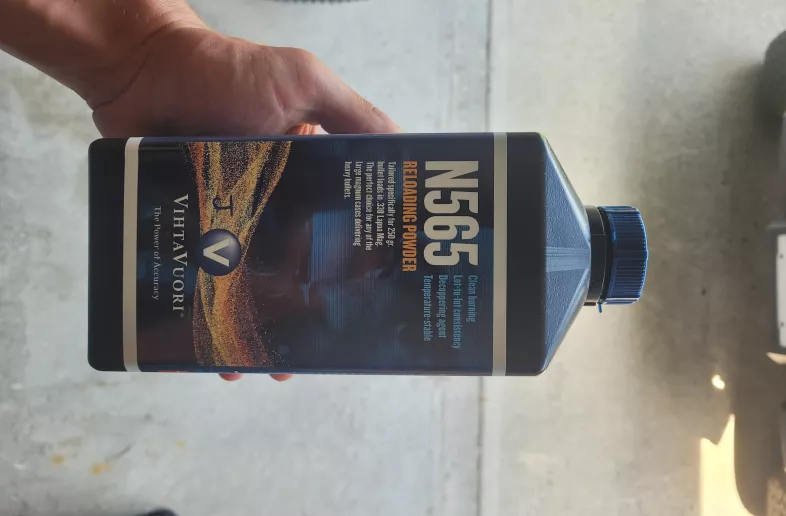 N565
RELOADING POWDER
Clean burning
Lot-to-lot consistency
Decoppering agent
Temperature-stable
Tailored specifically for 250 gr.
bullet loads in .338 Lapua Mag.
The perfect choice for any of the
large magnum cases delivering
heavy bullets.
V
VIHTAVUORI®
The Power of Accuracy